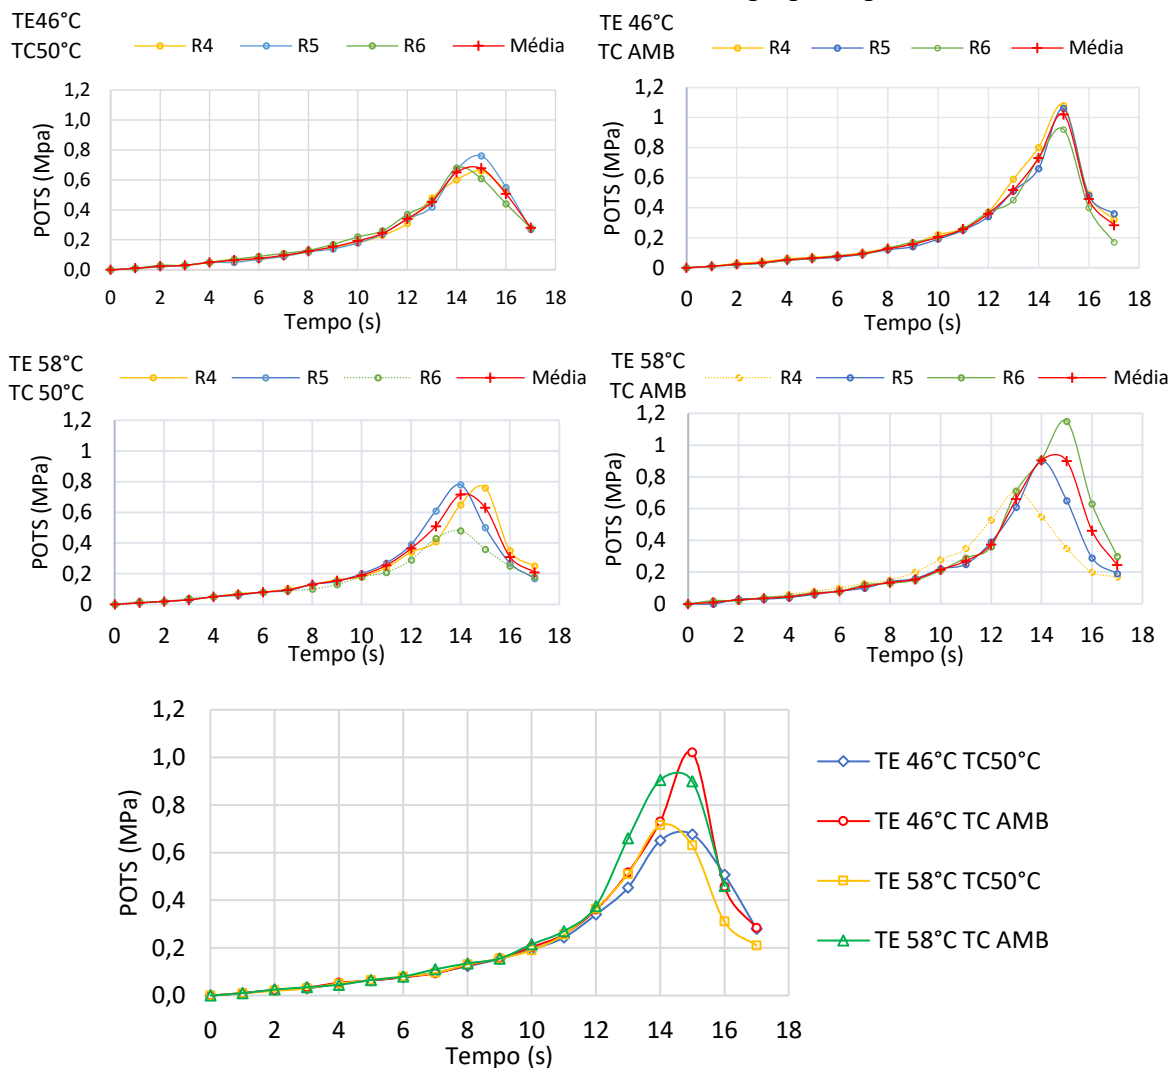 TE46°C
TC50°C
R4 R5 R6 Média
POTS (Mpa)
1,2
1
0,8
0,6
0,4
0,2
0,0
0 2 4 6 8 10 12 14 16 18
Tempo (s)
TE 46°C
TC AMB
R4 R5 R6 Média
POTS (MPa)
1,2
1
0,8
0,6
0,4
0,2
0
0 2 4 6 8 10 12 14 16 18
Tempo (s)
TE 58°C
TC 50°C
R4 R5 R6 Média
POTS (MPa)
1,2
1
0,8
0,6
0,4
0,2
0
0 2 4 6 8 10 12 14 16 18
Tempo (s)
TE 58°C
TC AMB
R4 R5 R6 Média
POTS (MPa)
1,2
1
0,8
0,6
0,4
0,2
0
0 2 4 6 8 10 12 14 16 18
Tempo (s)
POTS (MPa)
1,2
1,0
0,8
0,6
0,4
0,2
0,0
0 2 4 6 8 10 12 14 16 18
Tempo (s)
TE 46°C TC50°C
TE 46°C TC AMB
TE 58°C TC50°C
TE 58°C TC AMB